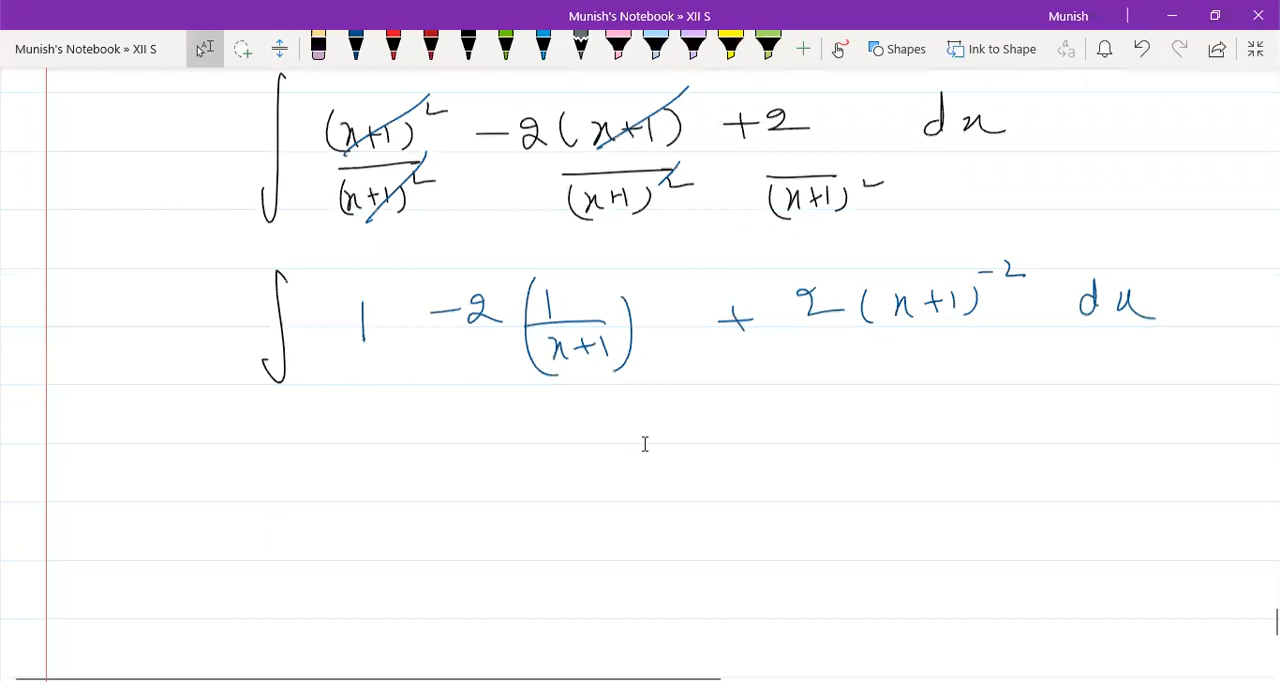 Munish's Notebook » XII S
Munish
Munish's Notebook » XII S
Shapes
Ink to Shape
∫ (x+1)²/(x+1)² - 2(x+1)/(x+1)² + 2/(x+1)² dx
∫ 1 - 2(1/(x+1)) + 2(x+1)⁻² dx